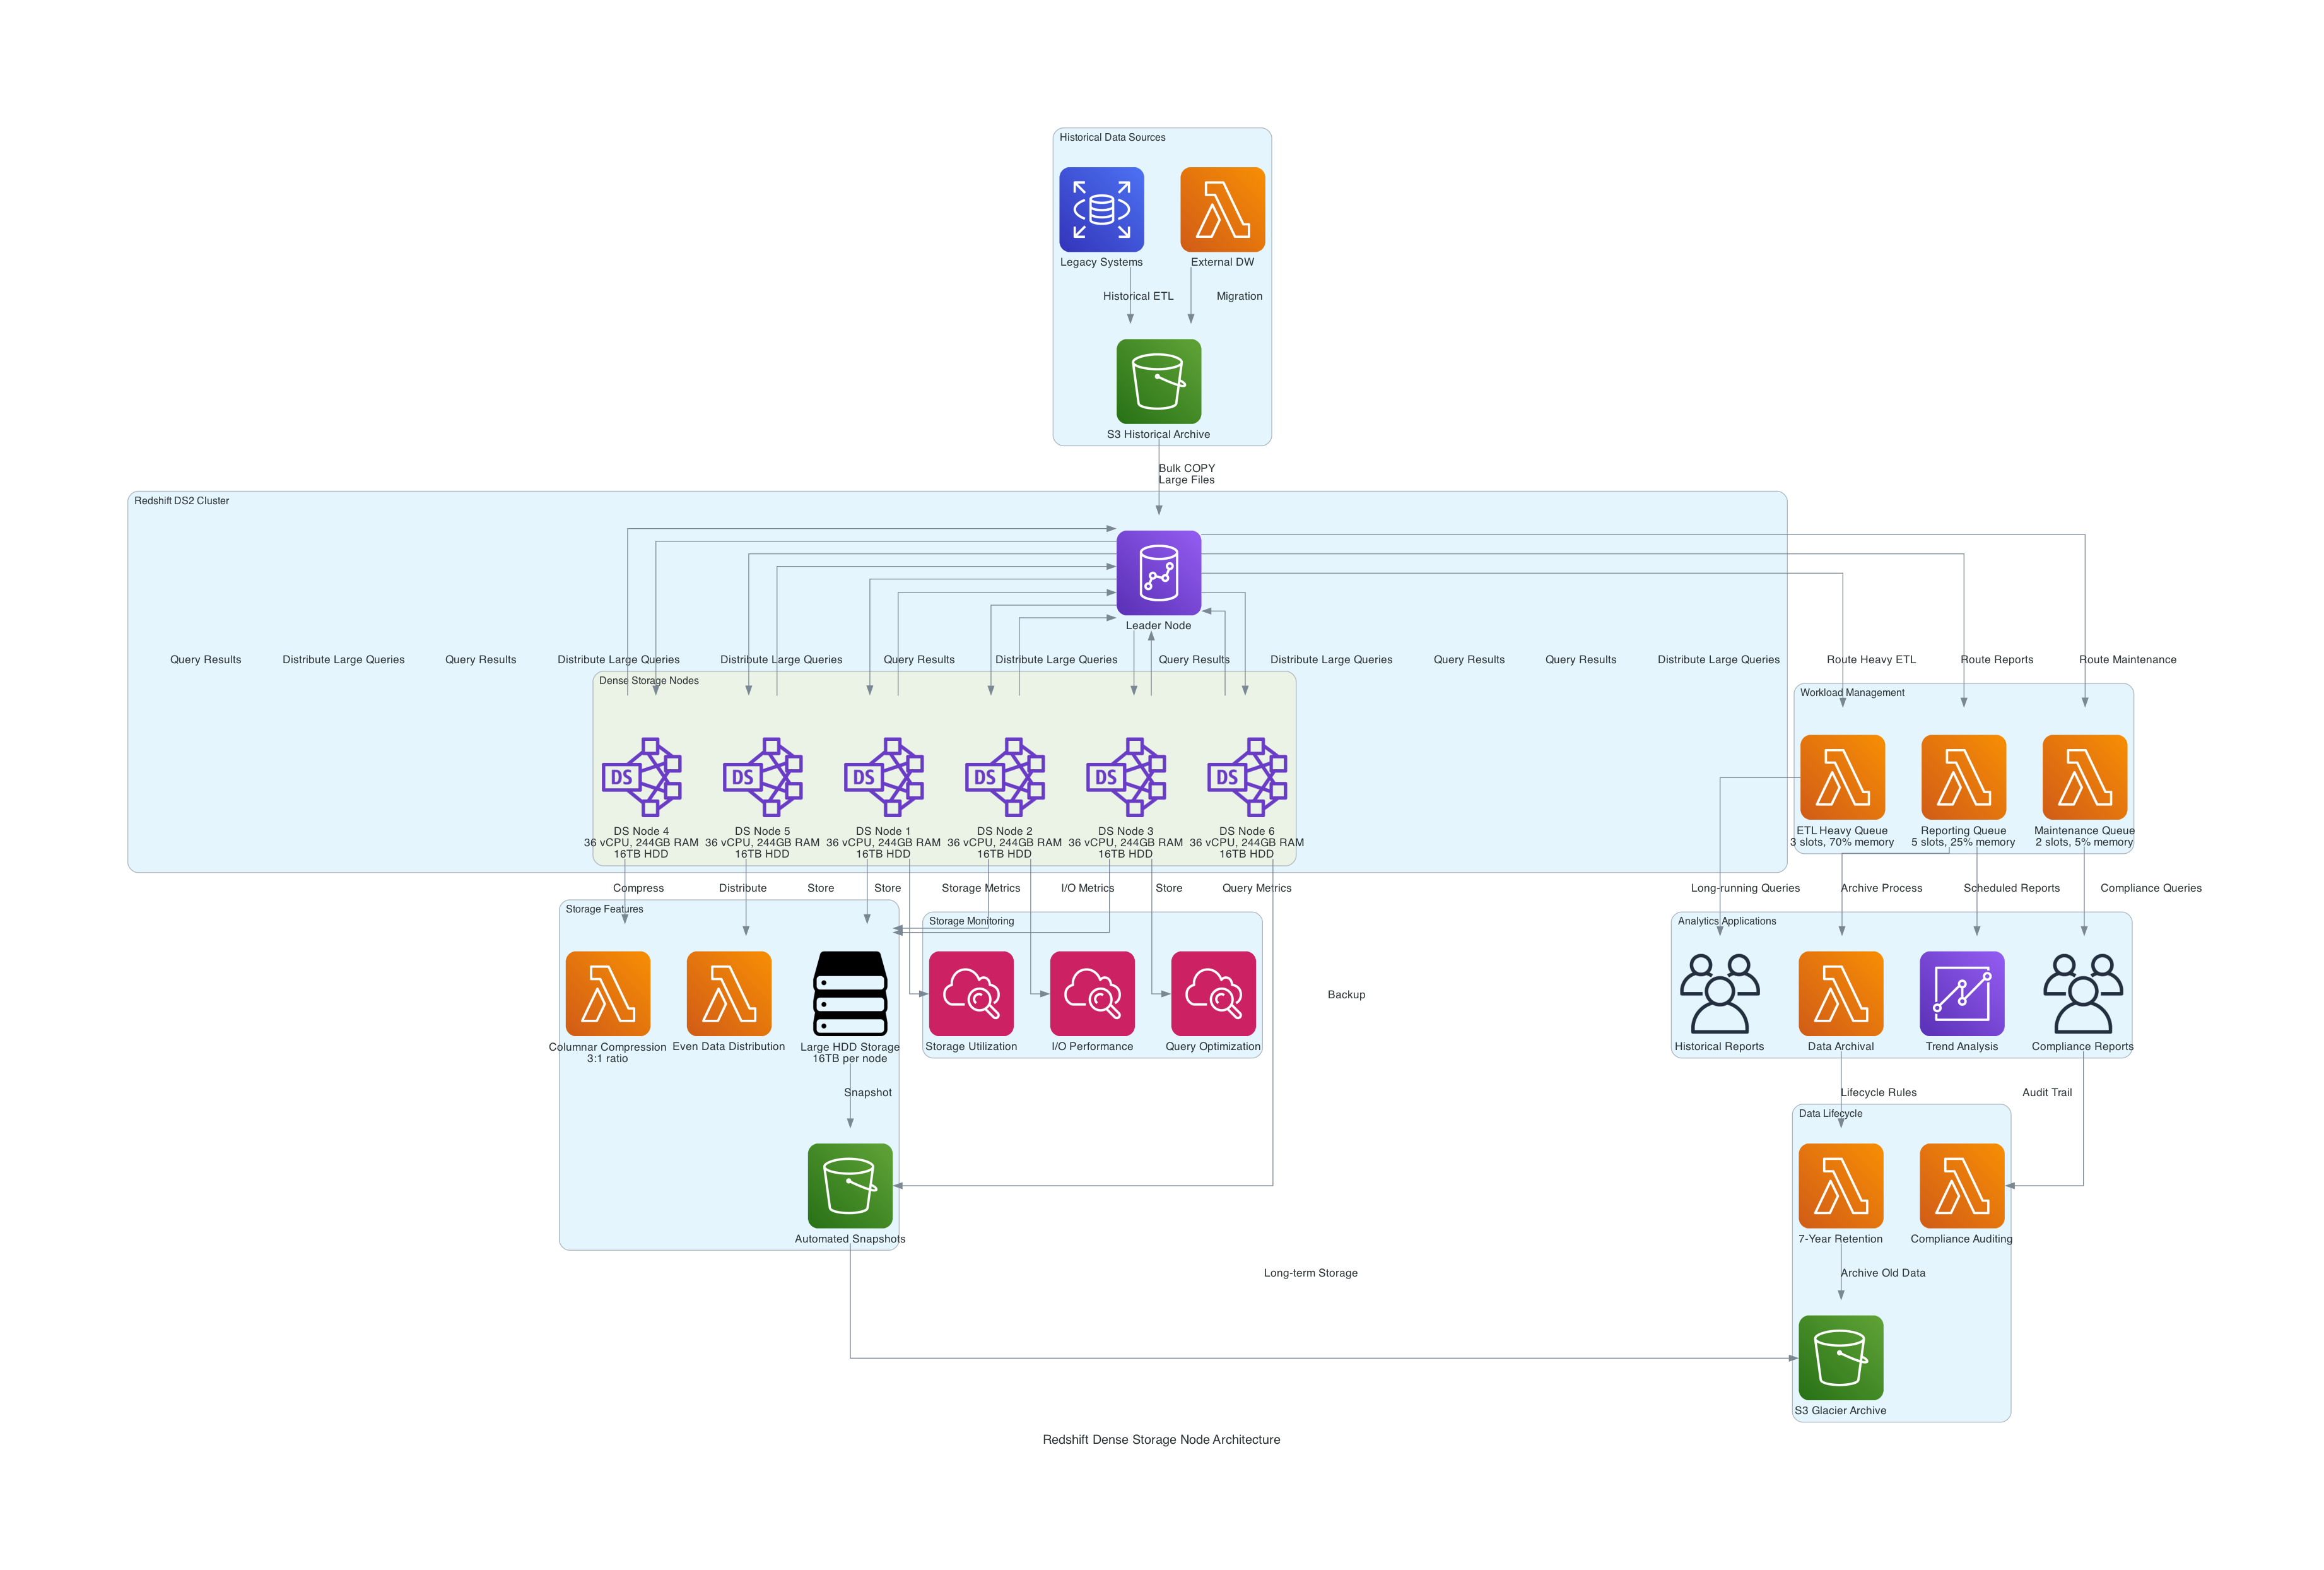 Historical Data Sources
Legacy Systems
External DW
Historical ETL
Migration
S3 Historical Archive
Bulk COPY
Large Files
Redshift DS2 Cluster
Leader Node
Query Results
Distribute Large Queries
Query Results
Distribute Large Queries
Distribute Large Queries
Query Results
Distribute Large Queries
Query Results
Distribute Large Queries
Query Results
Query Results
Distribute Large Queries
Route Heavy ETL
Route Reports
Route Maintenance
Dense Storage Nodes
Workload Management
DS
DS
DS
DS
DS
DS
DS Node 4
36 vCPU, 244GB RAM
16TB HDD
DS Node 5
36 vCPU, 244GB RAM
16TB HDD
DS Node 1
36 vCPU, 244GB RAM
16TB HDD
DS Node 2
36 vCPU, 244GB RAM
16TB HDD
DS Node 3
36 vCPU, 244GB RAM
16TB HDD
DS Node 6
36 vCPU, 244GB RAM
16TB HDD
ETL Heavy Queue
3 slots, 70% memory
Reporting Queue
5 slots, 25% memory
Maintenance Queue
2 slots, 5% memory
Compress
Distribute
Store
Store
Storage Metrics
I/O Metrics
Store
Query Metrics
Long-running Queries
Archive Process
Scheduled Reports
Compliance Queries
Storage Features
Storage Monitoring
Analytics Applications
Columnar Compression
3:1 ratio
Even Data Distribution
Large HDD Storage
16TB per node
Storage Utilization
I/O Performance
Query Optimization
Backup
Historical Reports
Data Archival
Trend Analysis
Compliance Reports
Snapshot
Lifecycle Rules
Audit Trail
Data Lifecycle
Automated Snapshots
7-Year Retention
Compliance Auditing
Long-term Storage
Archive Old Data
S3 Glacier Archive
Redshift Dense Storage Node Architecture